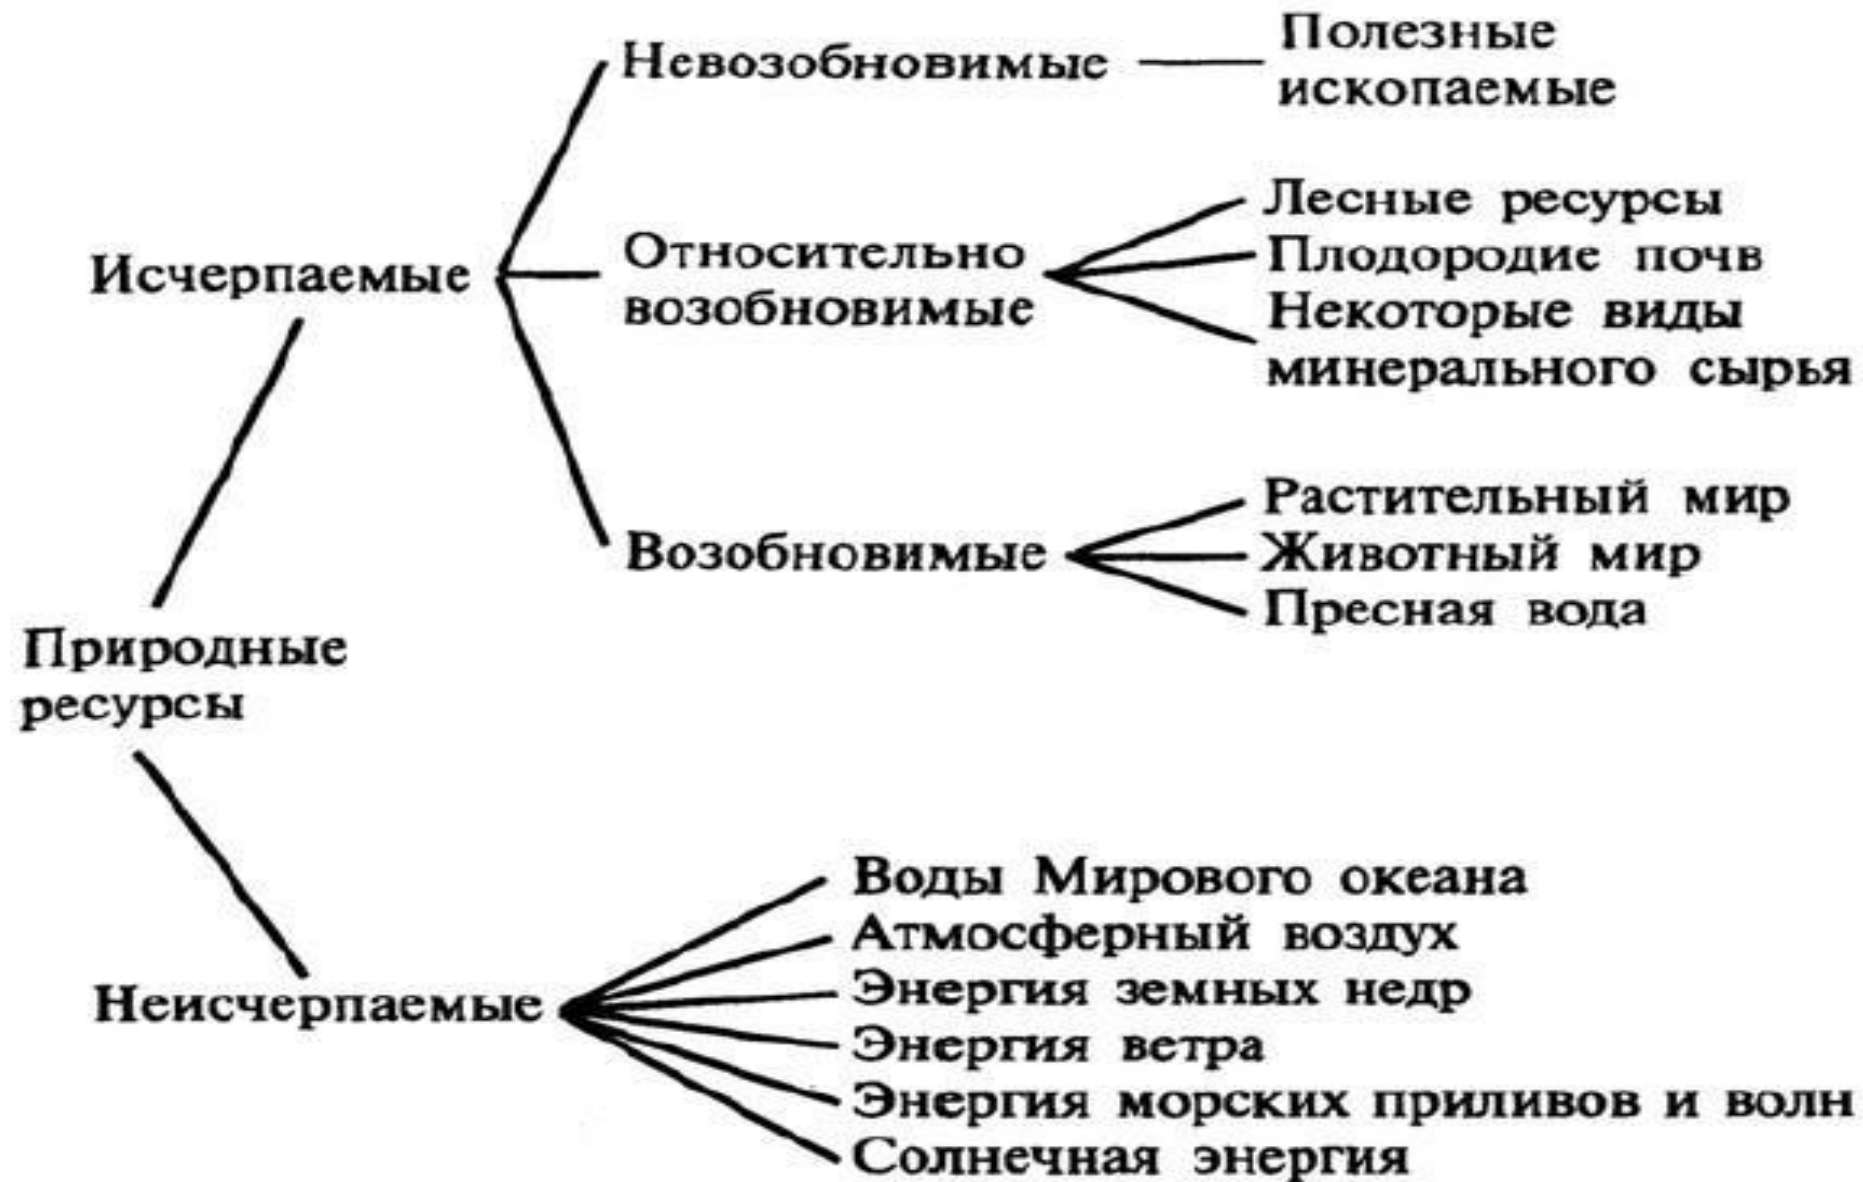 Невозобновимые
Полезные
ископаемые
Исчерпаемые
Относительно
возобновимые
Лесные ресурсы
Плодородие почв
Некоторые виды
минерального сырья
Возобновимые
Растительный мир
Животный мир
Пресная вода
Природные
ресурсы
Неисчерпаемые
Воды Мирового океана
Атмосферный воздух
Энергия земных недр
Энергия ветра
Энергия морских приливов и волн
Солнечная энергия